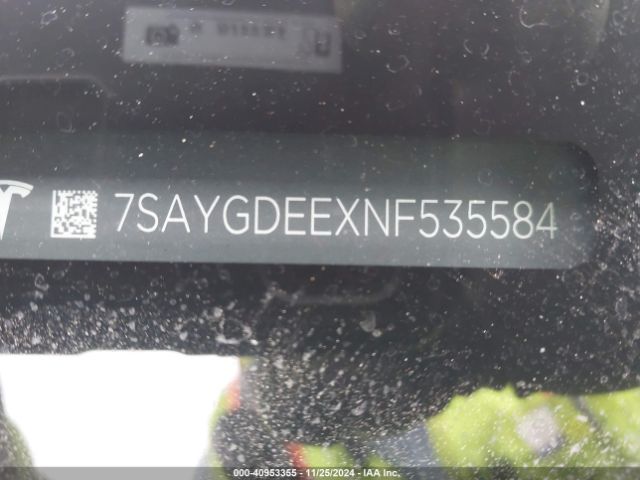 7SAYGDEEXNF535584
000-40953355 - 11/25/2024 - IAA Inc.